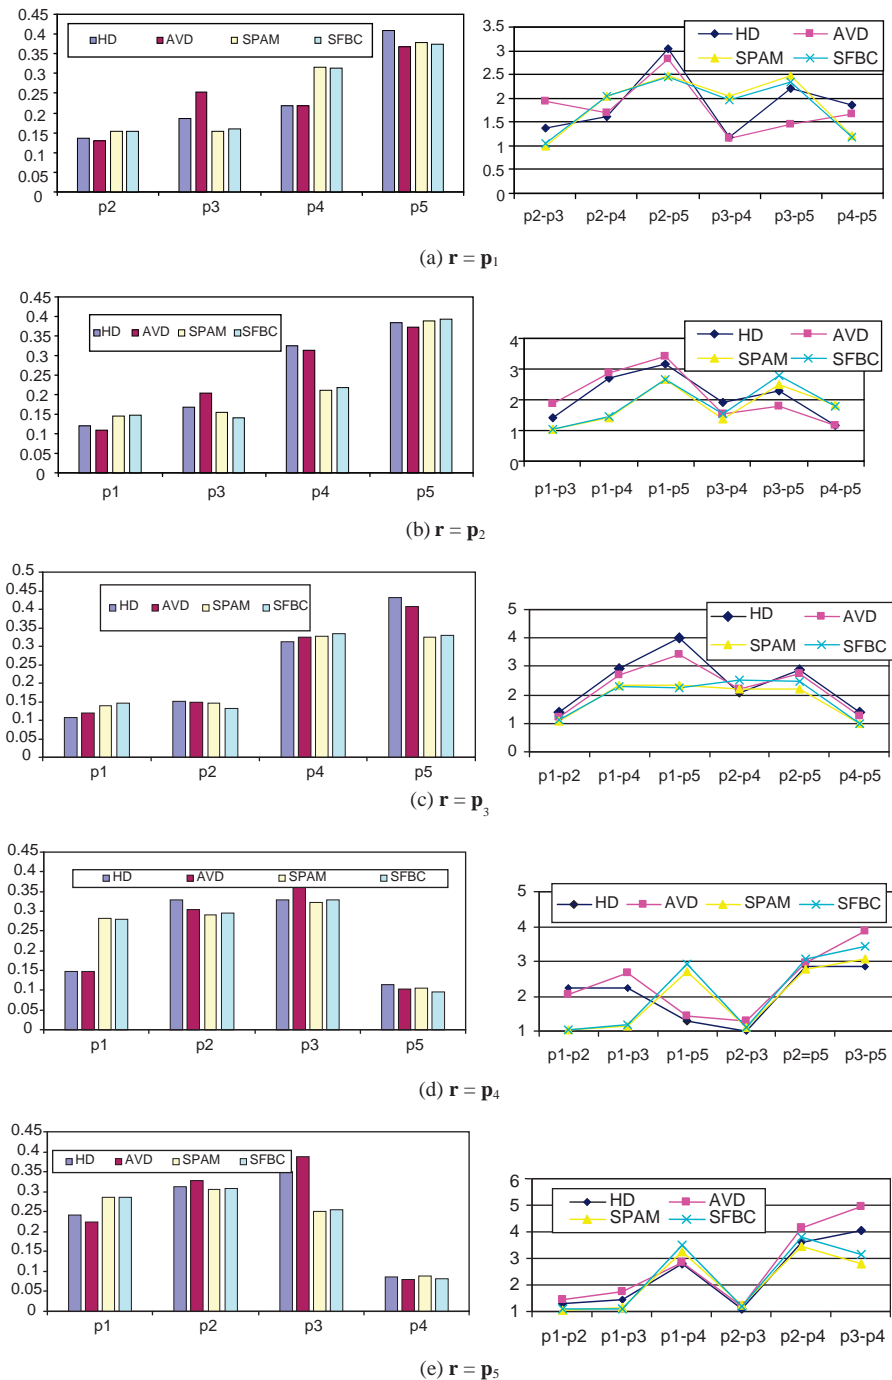 0.45
0.4
0.35
0.3
0.25
0.2
0.15
0.1
0.05
0
HD AVD SPAM SFBC
p2 p3 p4 p5
3.5
3
2.5
2
1.5
1
0.5
0
HD AVD
SPAM SFBC
p2-p3 p2-p4 p2-p5 p3-p4 p3-p5 p4-p5
(a) r = p1
0.45
0.4
0.35
0.3
0.25
0.2
0.15
0.1
0.05
0
HD AVD SPAM SFBC
p1 p3 p4 p5
4
3
2
1
0
HD AVD
SPAM SFBC
p1-p3 p1-p4 p1-p5 p3-p4 p3-p5 p4-p5
(b) r = p2
0.5
0.45
0.4
0.35
0.3
0.25
0.2
0.15
0.1
0.05
0
HD AVD SPAM SFBC
p1 p2 p4 p5
5
4
3
2
1
0
HD AVD
SPAM SFBC
p1-p2 p1-p4 p1-p5 p2-p4 p2-p5 p4-p5
(c) r = p3
0.45
0.4
0.35
0.3
0.25
0.2
0.15
0.1
0.05
0
HD AVD SPAM SFBC
p1 p2 p3 p5
5
4
3
2
1
HD AVD SPAM SFBC
p1-p2 p1-p3 p1-p5 p2-p3 p2=p5 p3-p5
(d) r = p4
0.45
0.4
0.35
0.3
0.25
0.2
0.15
0.1
0.05
0
HD AVD SPAM SFBC
p1 p2 p3 p4
6
5
4
3
2
1
HD AVD
SPAM SFBC
p1-p2 p1-p3 p1-p4 p2-p3 p2-p4 p3-p4
(e) r = p5